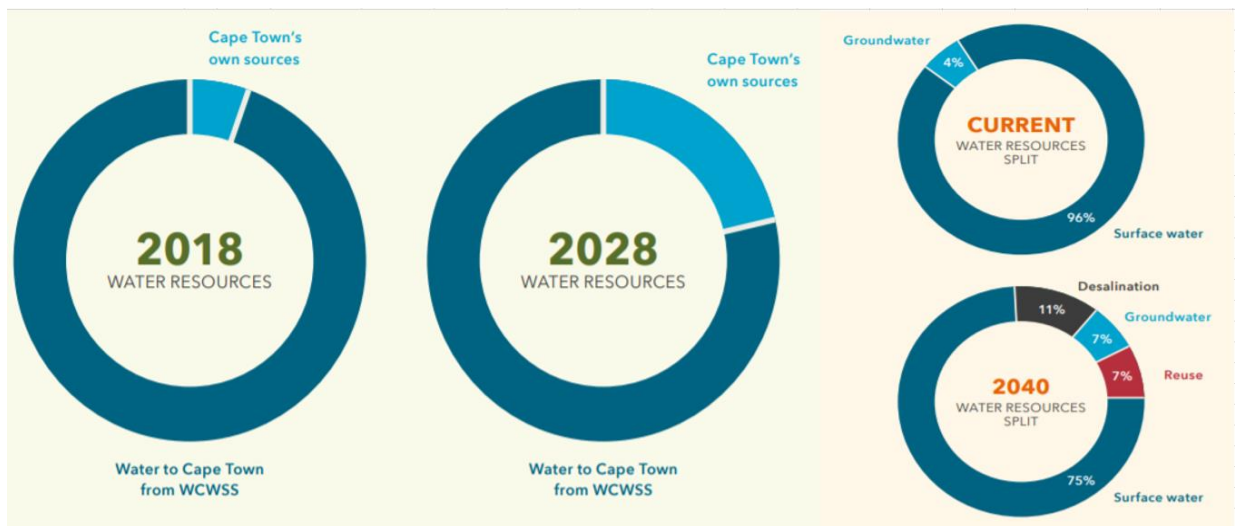 Cape Town's
own sources
2018
WATER RESOURCES
Water to Cape Town
from WCWSS
Cape Town's
own sources
2028
WATER RESOURCES
Water to Cape Town
from WCWSS
Groundwater
4%
CURRENT
WATER RESOURCES
SPLIT
96%
Surface water
Desalination
11%
Groundwater
7%
7%
Reuse
2040
WATER RESOURCES
SPLIT
75%
Surface water